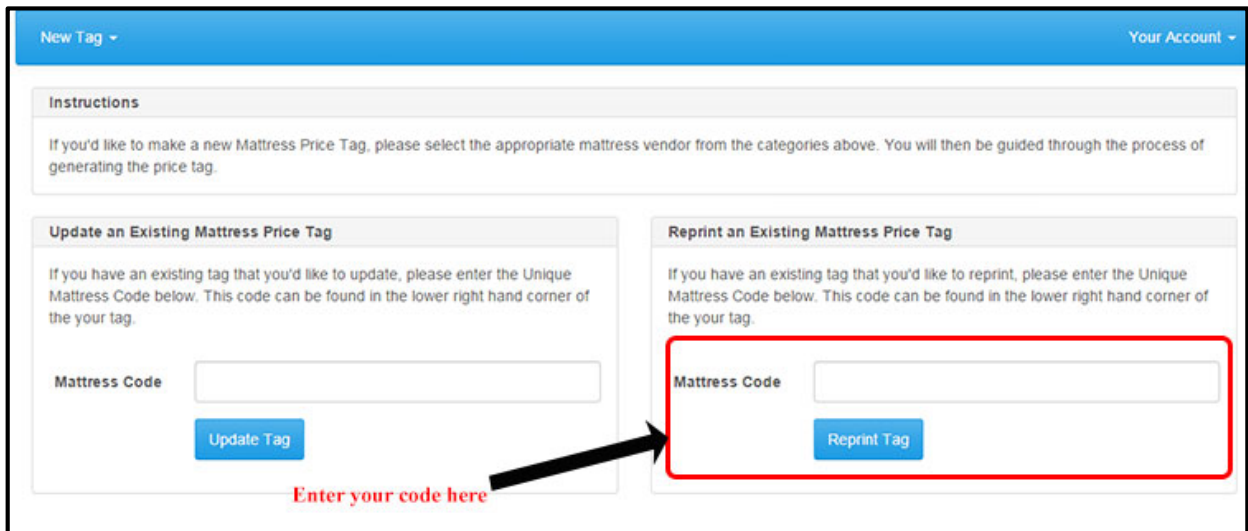 New Tag
Your Account
Instructions
If you'd like to make a new Mattress Price Tag, please select the appropriate mattress vendor from the categories above. You will then be guided through the process of
generating the price tag.
Update an Existing Mattress Price Tag
If you have an existing tag that you'd like to update, please enter the Unique
Mattress Code below. This code can be found in the lower right hand corner of
the your tag.
Mattress Code
Update Tag
Reprint an Existing Mattress Price Tag
If you have an existing tag that you'd like to reprint, please enter the Unique
Mattress Code below. This code can be found in the lower right hand corner of
the your tag.
Mattress Code
Reprint Tag
Enter your code here